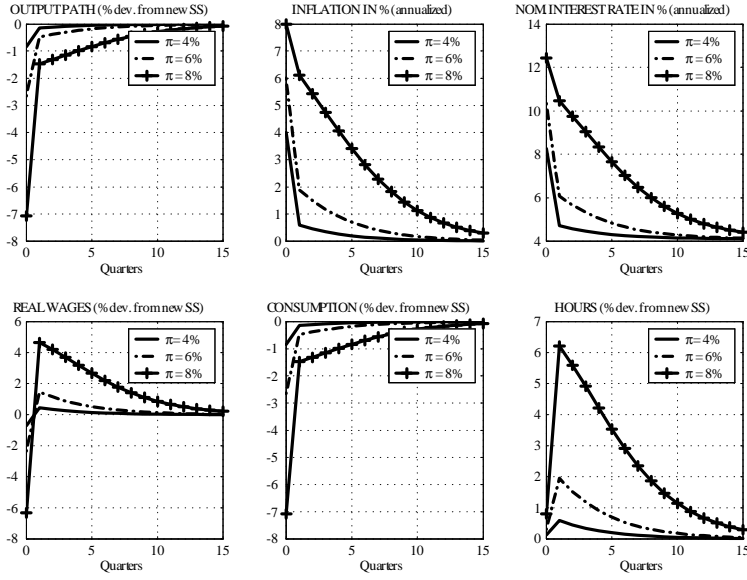 OUTPUT PATH (% dev. from new SS)
0
-1
-2
-3
-4
-5
-6
-7
-8
0 5 10 15
Quarters
π = 4%
π = 6%
π = 8%
INFLATION IN % (annualized)
8
7
6
5
4
3
2
1
0
0 5 10 15
Quarters
π = 4%
π = 6%
π = 8%
NOM INTEREST RATE IN % (annualized)
14
12
10
8
6
4
0 5 10 15
Quarters
π = 4%
π = 6%
π = 8%
REAL WAGES (% dev. from new SS)
6
4
2
0
-2
-4
-6
-8
0 5 10 15
Quarters
π = 4%
π = 6%
π = 8%
CONSUMPTION (% dev. from new SS)
0
-1
-2
-3
-4
-5
-6
-7
-8
0 5 10 15
Quarters
π = 4%
π = 6%
π = 8%
HOURS (% dev. from new SS)
7
6
5
4
3
2
1
0
0 5 10 15
Quarters
π = 4%
π = 6%
π = 8%